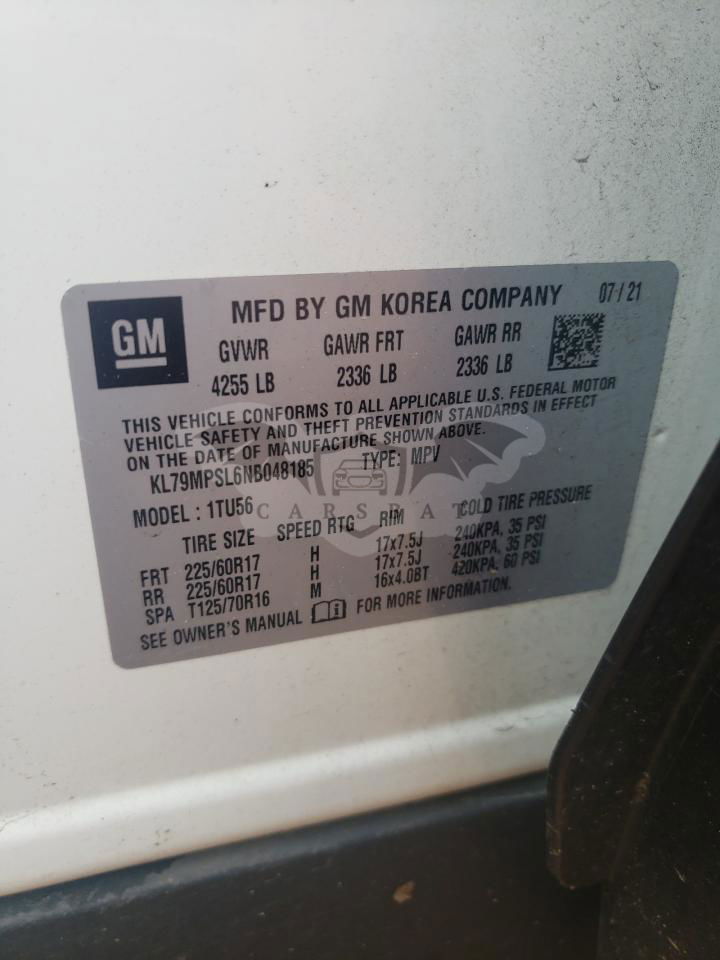 GM
MFD BY GM KOREA COMPANY 07/21
GVWR GAWR FRT GAWR RR
4255 LB 2336 LB 2336 LB
THIS VEHICLE CONFORMS TO ALL APPLICABLE U.S. FEDERAL MOTOR
VEHICLE SAFETY AND THEFT PREVENTION STANDARDS IN EFFECT
ON THE DATE OF MANUFACTURE SHOWN ABOVE.
KL79MPSL6NB048185 TYPE: MPV
MODEL : 1TU56
CARSBAT
TIRE SIZE SPEED RTG RIM COLD TIRE PRESSURE
FRT 225/60R17 H 17x7.5J 240KPA, 35 PSI
RR 225/60R17 H 17x7.5J 240KPA, 35 PSI
SPA T125/70R16 M 16x4.0BT 420KPA, 60 PSI
SEE OWNER'S MANUAL FOR MORE INFORMATION.